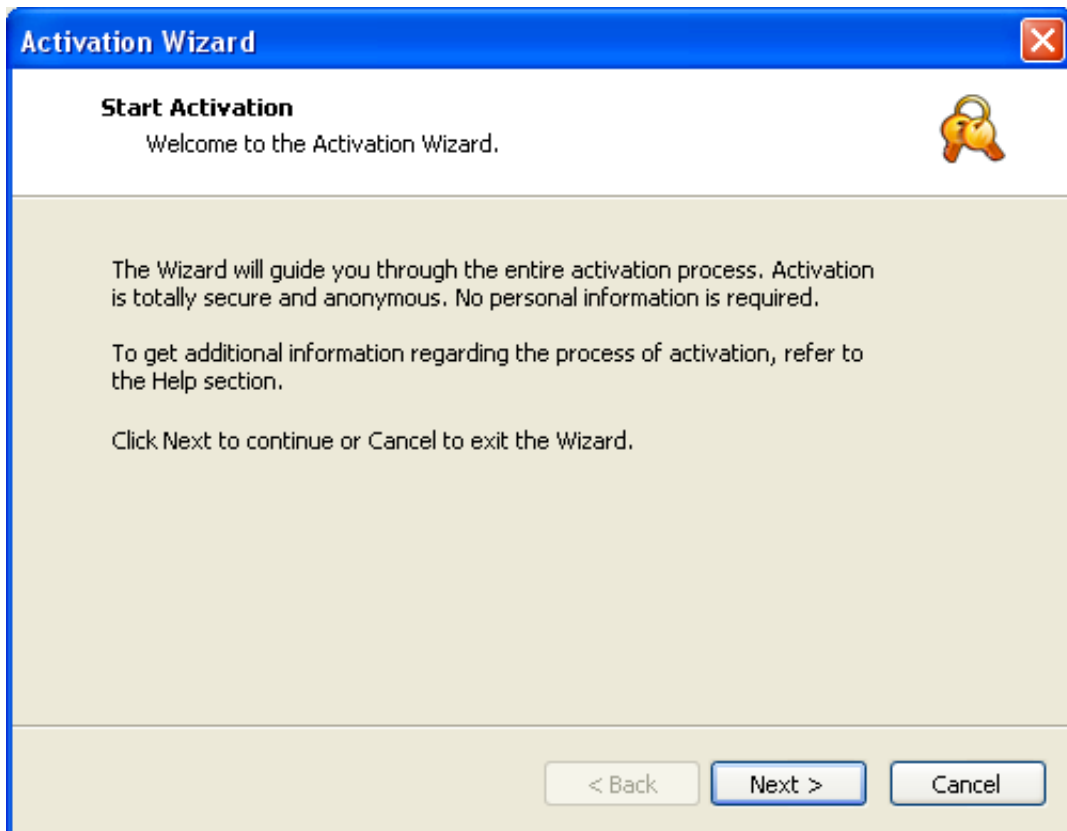 Activation Wizard
Start Activation
Welcome to the Activation Wizard.
The Wizard will guide you through the entire activation process. Activation
is totally secure and anonymous. No personal information is required.
To get additional information regarding the process of activation, refer to
the Help section.
Click Next to continue or Cancel to exit the Wizard.
< Back
Next >
Cancel